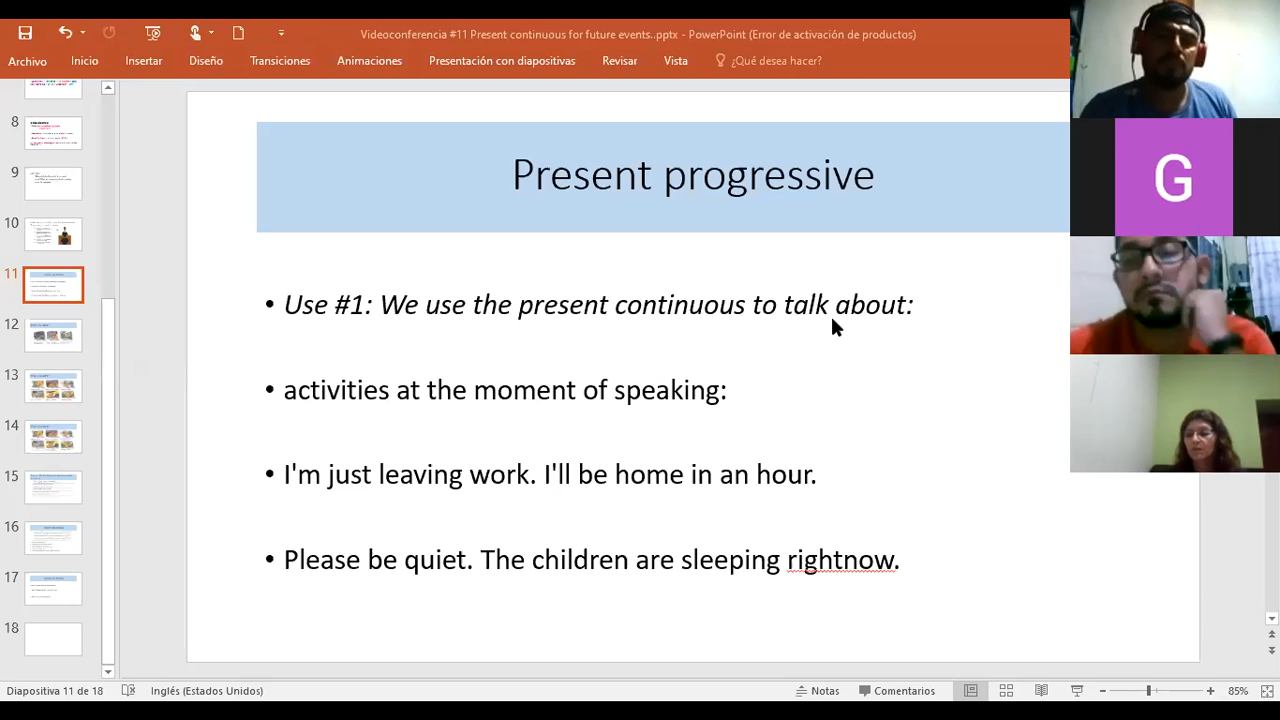 Videoconferencia #11 Present continuous for future events..pptx - PowerPoint (Error de activación de productos)
Archivo Inicio Insertar Diseño Transiciones Animaciones Presentación con diapositivas Revisar Vista ¿Qué desea hacer?
8
9
10
11
12
13
14
15
16
17
18
Present progressive
• Use #1: We use the present continuous to talk about:
• activities at the moment of speaking:
• I'm just leaving work. I'll be home in an hour.
• Please be quiet. The children are sleeping rightnow.
G
Diapositiva 11 de 18 Inglés (Estados Unidos) Notas Comentarios 85%